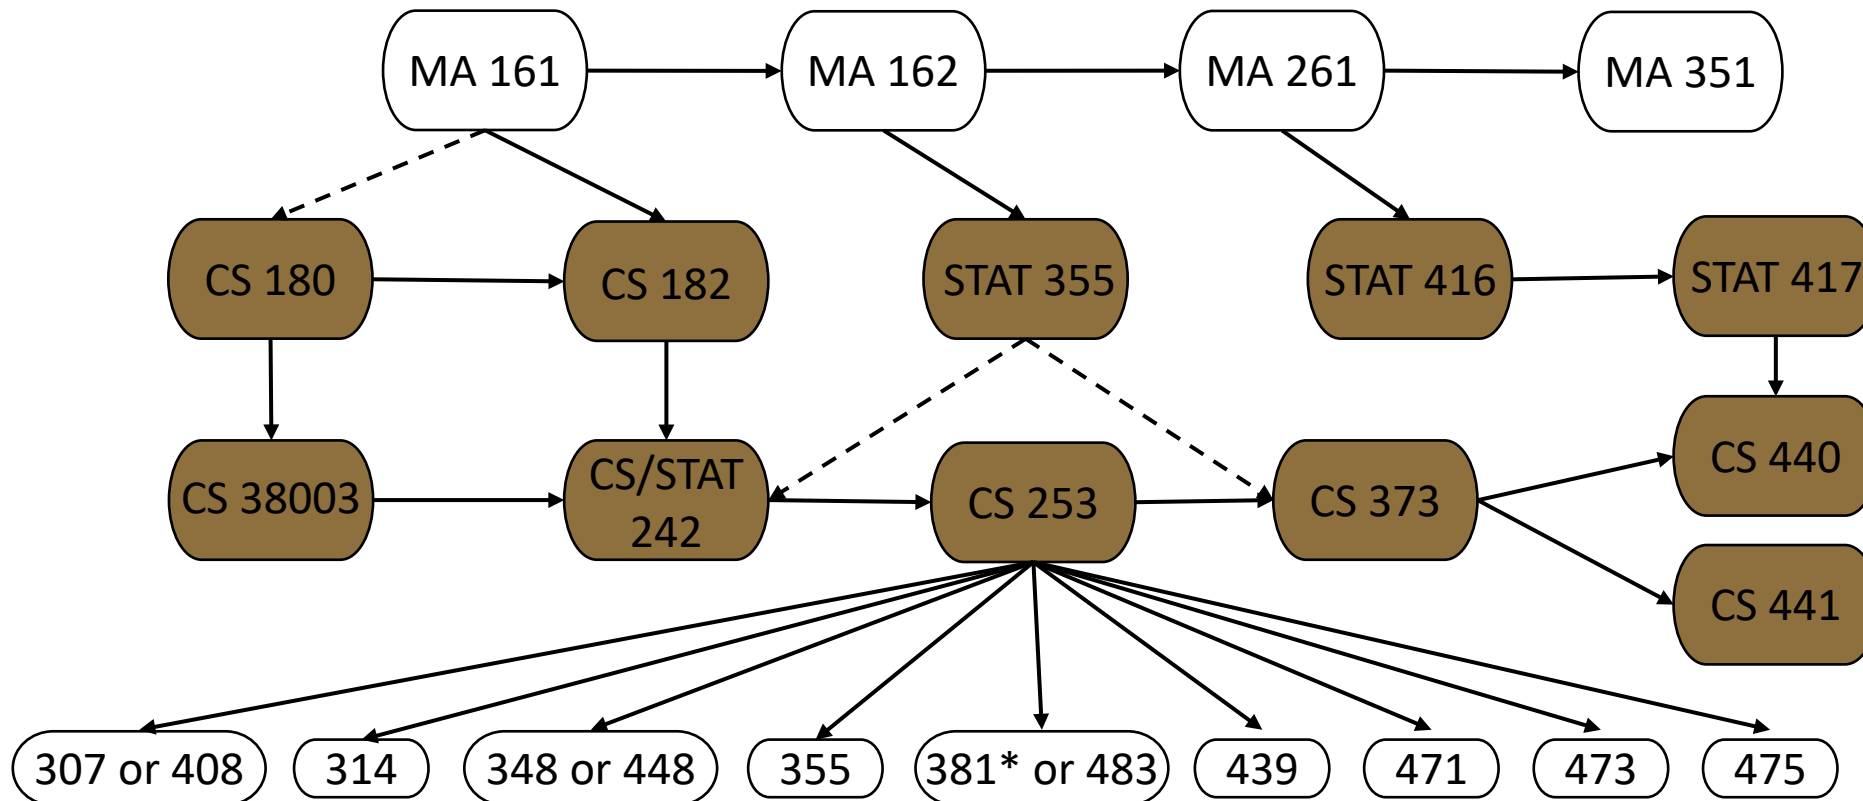 MA 161
MA 162
MA 261
MA 351
CS 180
CS 182
STAT 355
STAT 416
STAT 417
CS 38003
CS/STAT
242
CS 253
CS 373
CS 440
CS 441
307 or 408
314
348 or 448
355
381* or 483
439
471
473
475